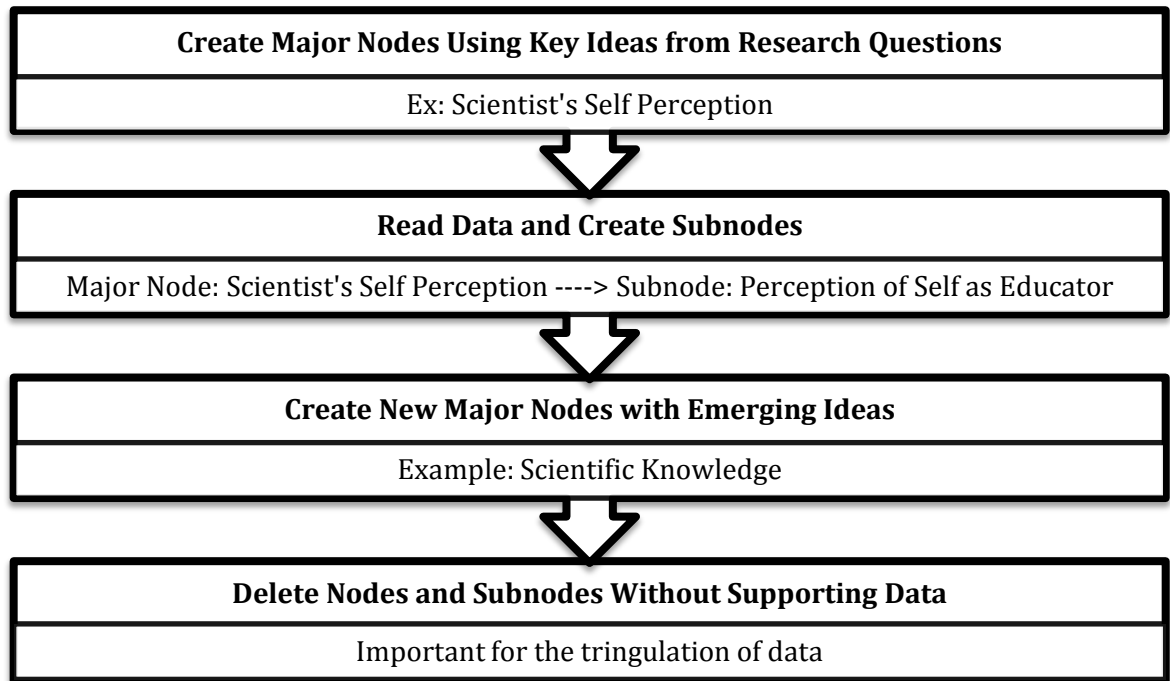 Create Major Nodes Using Key Ideas from Research Questions
Ex: Scientist's Self Perception
Read Data and Create Subnodes
Major Node: Scientist's Self Perception ----> Subnode: Perception of Self as Educator
Create New Major Nodes with Emerging Ideas
Example: Scientific Knowledge
Delete Nodes and Subnodes Without Supporting Data
Important for the tringulation of data